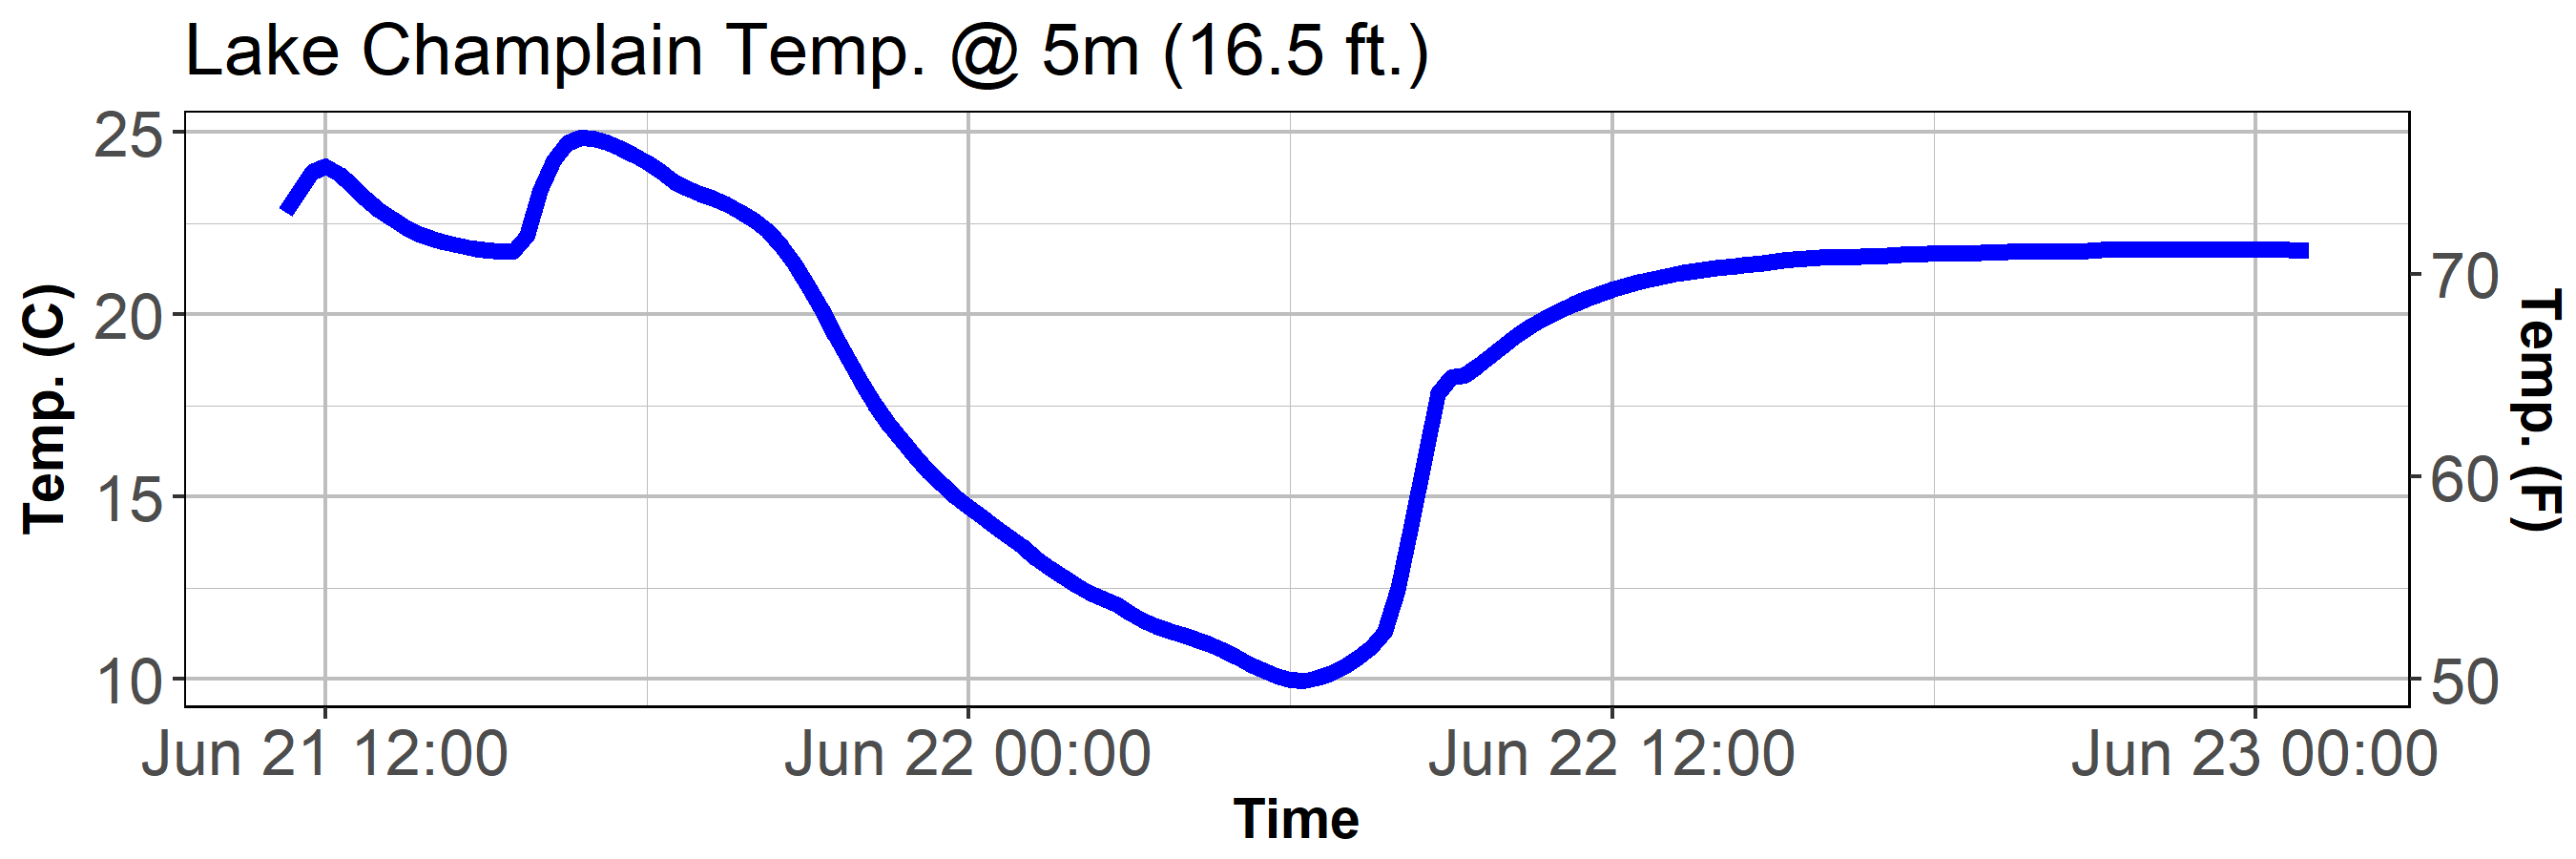 Lake Champlain Temp. @ 5m (16.5 ft.)
Temp. (C)
25
20
15
10
70
60
50
Temp. (F)
Jun 21 12:00 Jun 22 00:00 Jun 22 12:00 Jun 23 00:00
Time